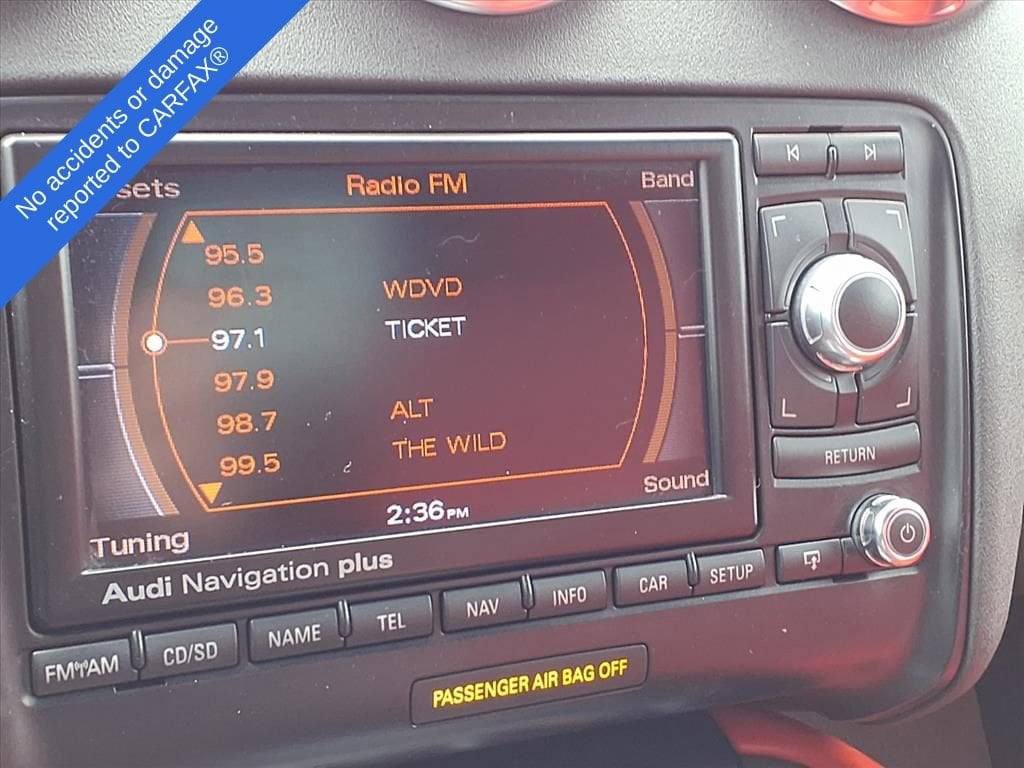 No accidents or damage
reported to CARFAX®
sets
Radio FM
Band
95.5
96.3 WDVD
97.1 TICKET
97.9
98.7 ALT
99.5 THE WILD
Sound
2:36 PM
Tuning
Audi Navigation plus
RETURN
FM AM
CD/SD
NAME
TEL
NAV
INFO
CAR
SETUP
PASSENGER AIR BAG OFF